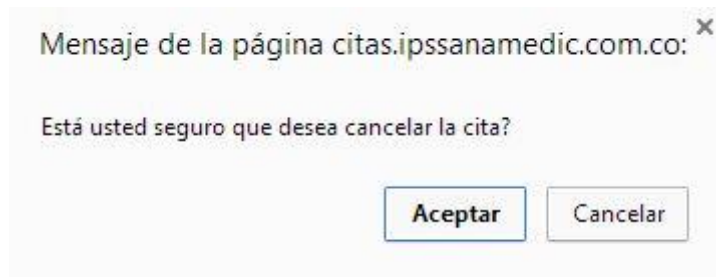 Mensaje de la página citas.ipssanamedic.com.co:
Está usted seguro que desea cancelar la cita?
Aceptar Cancelar